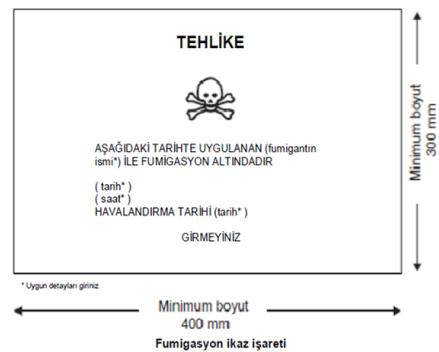 TEHLİKE
AŞAĞIDAKİ TARİHTE UYGULANAN (fumigantın
ismi*) İLE FUMİGASYON ALTINDADIR
( tarih* )
( saat* )
HAVALANDIRMA TARİHİ (tarih* )
GİRMEYİNİZ
* Uygun detayları giriniz
Minimum boyut
300 mm
Minimum boyut
400 mm
Fumigasyon ikaz işareti